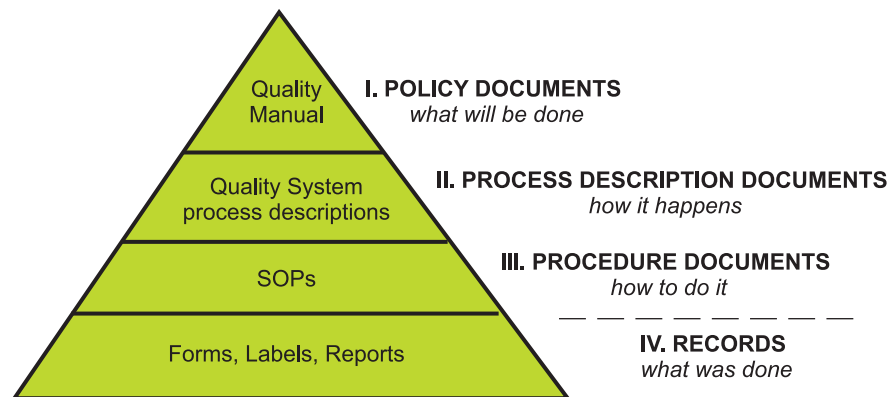 Quality
Manual
I. POLICY DOCUMENTS
what will be done
Quality System
process descriptions
II. PROCESS DESCRIPTION DOCUMENTS
how it happens
SOPs
III. PROCEDURE DOCUMENTS
how to do it
Forms, Labels, Reports
IV. RECORDS
what was done